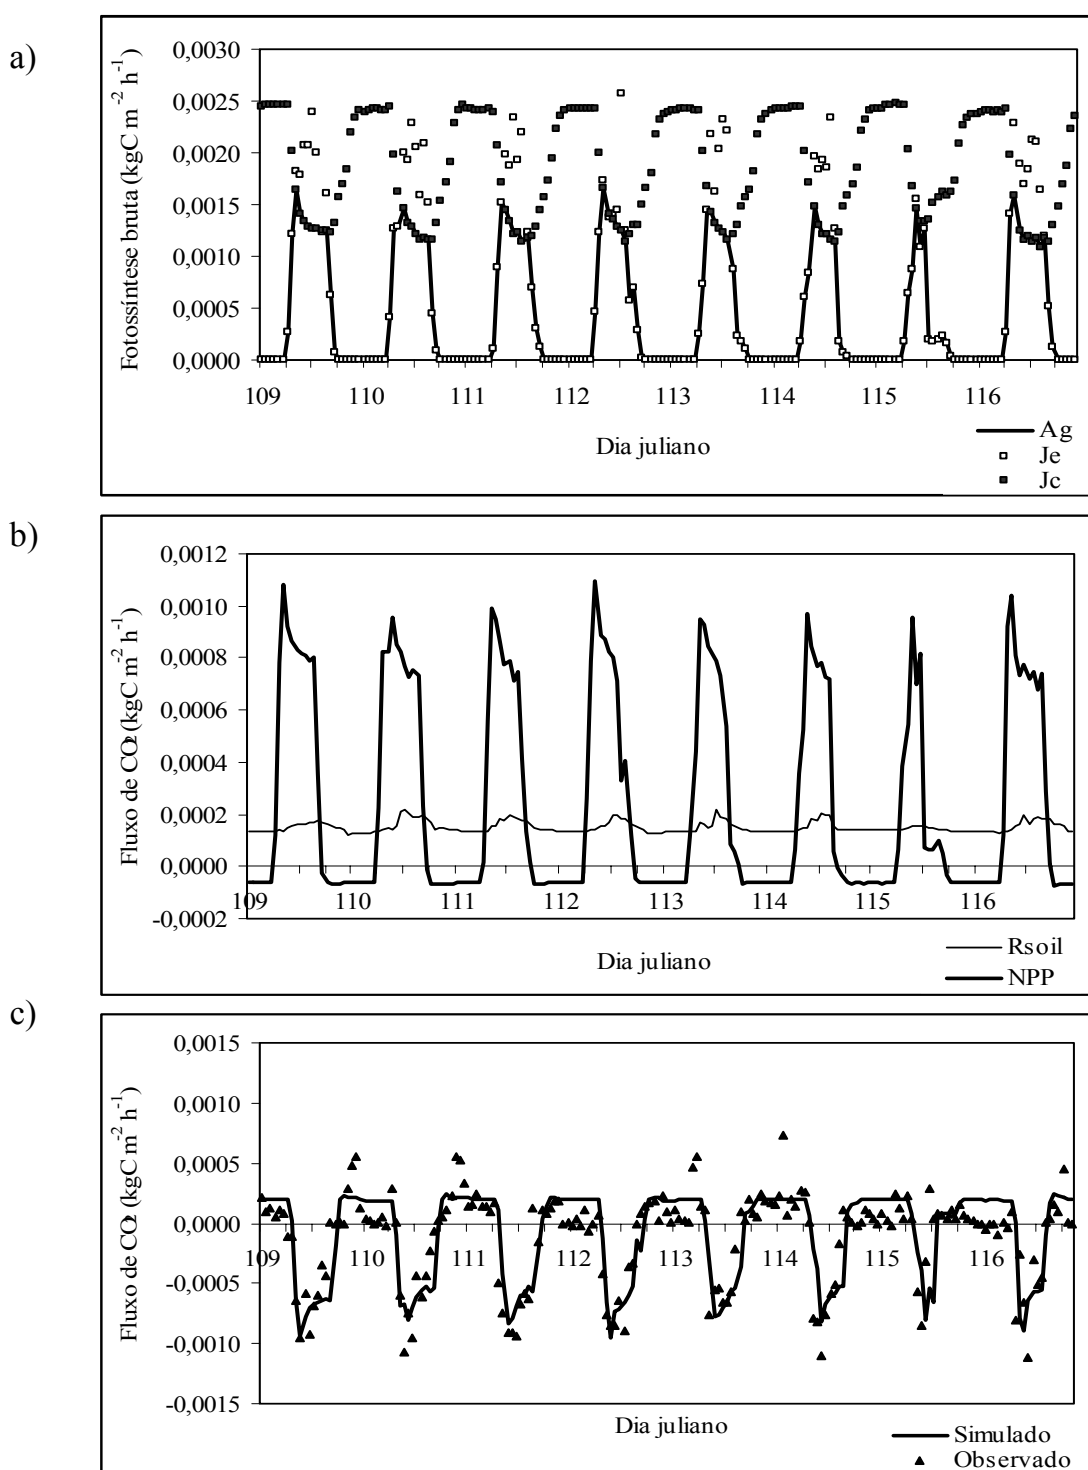 a)
Fotossíntese bruta (kgC m⁻² h⁻¹)
0,0030
0,0025
0,0020
0,0015
0,0010
0,0005
0,0000
109 110 111 112 113 114 115 116
Dia juliano
Ag
Je
Jc
b)
Fluxo de CO₂ (kgC m⁻² h⁻¹)
0,0012
0,0010
0,0008
0,0006
0,0004
0,0002
0,0000
-0,0002
109 110 111 112 113 114 115 116
Dia juliano
Rsoil
NPP
c)
Fluxo de CO₂ (kgC m⁻² h⁻¹)
0,0015
0,0010
0,0005
0,0000
-0,0005
-0,0010
-0,0015
109 110 111 112 113 114 115 116
Dia juliano
Simulado
Observado